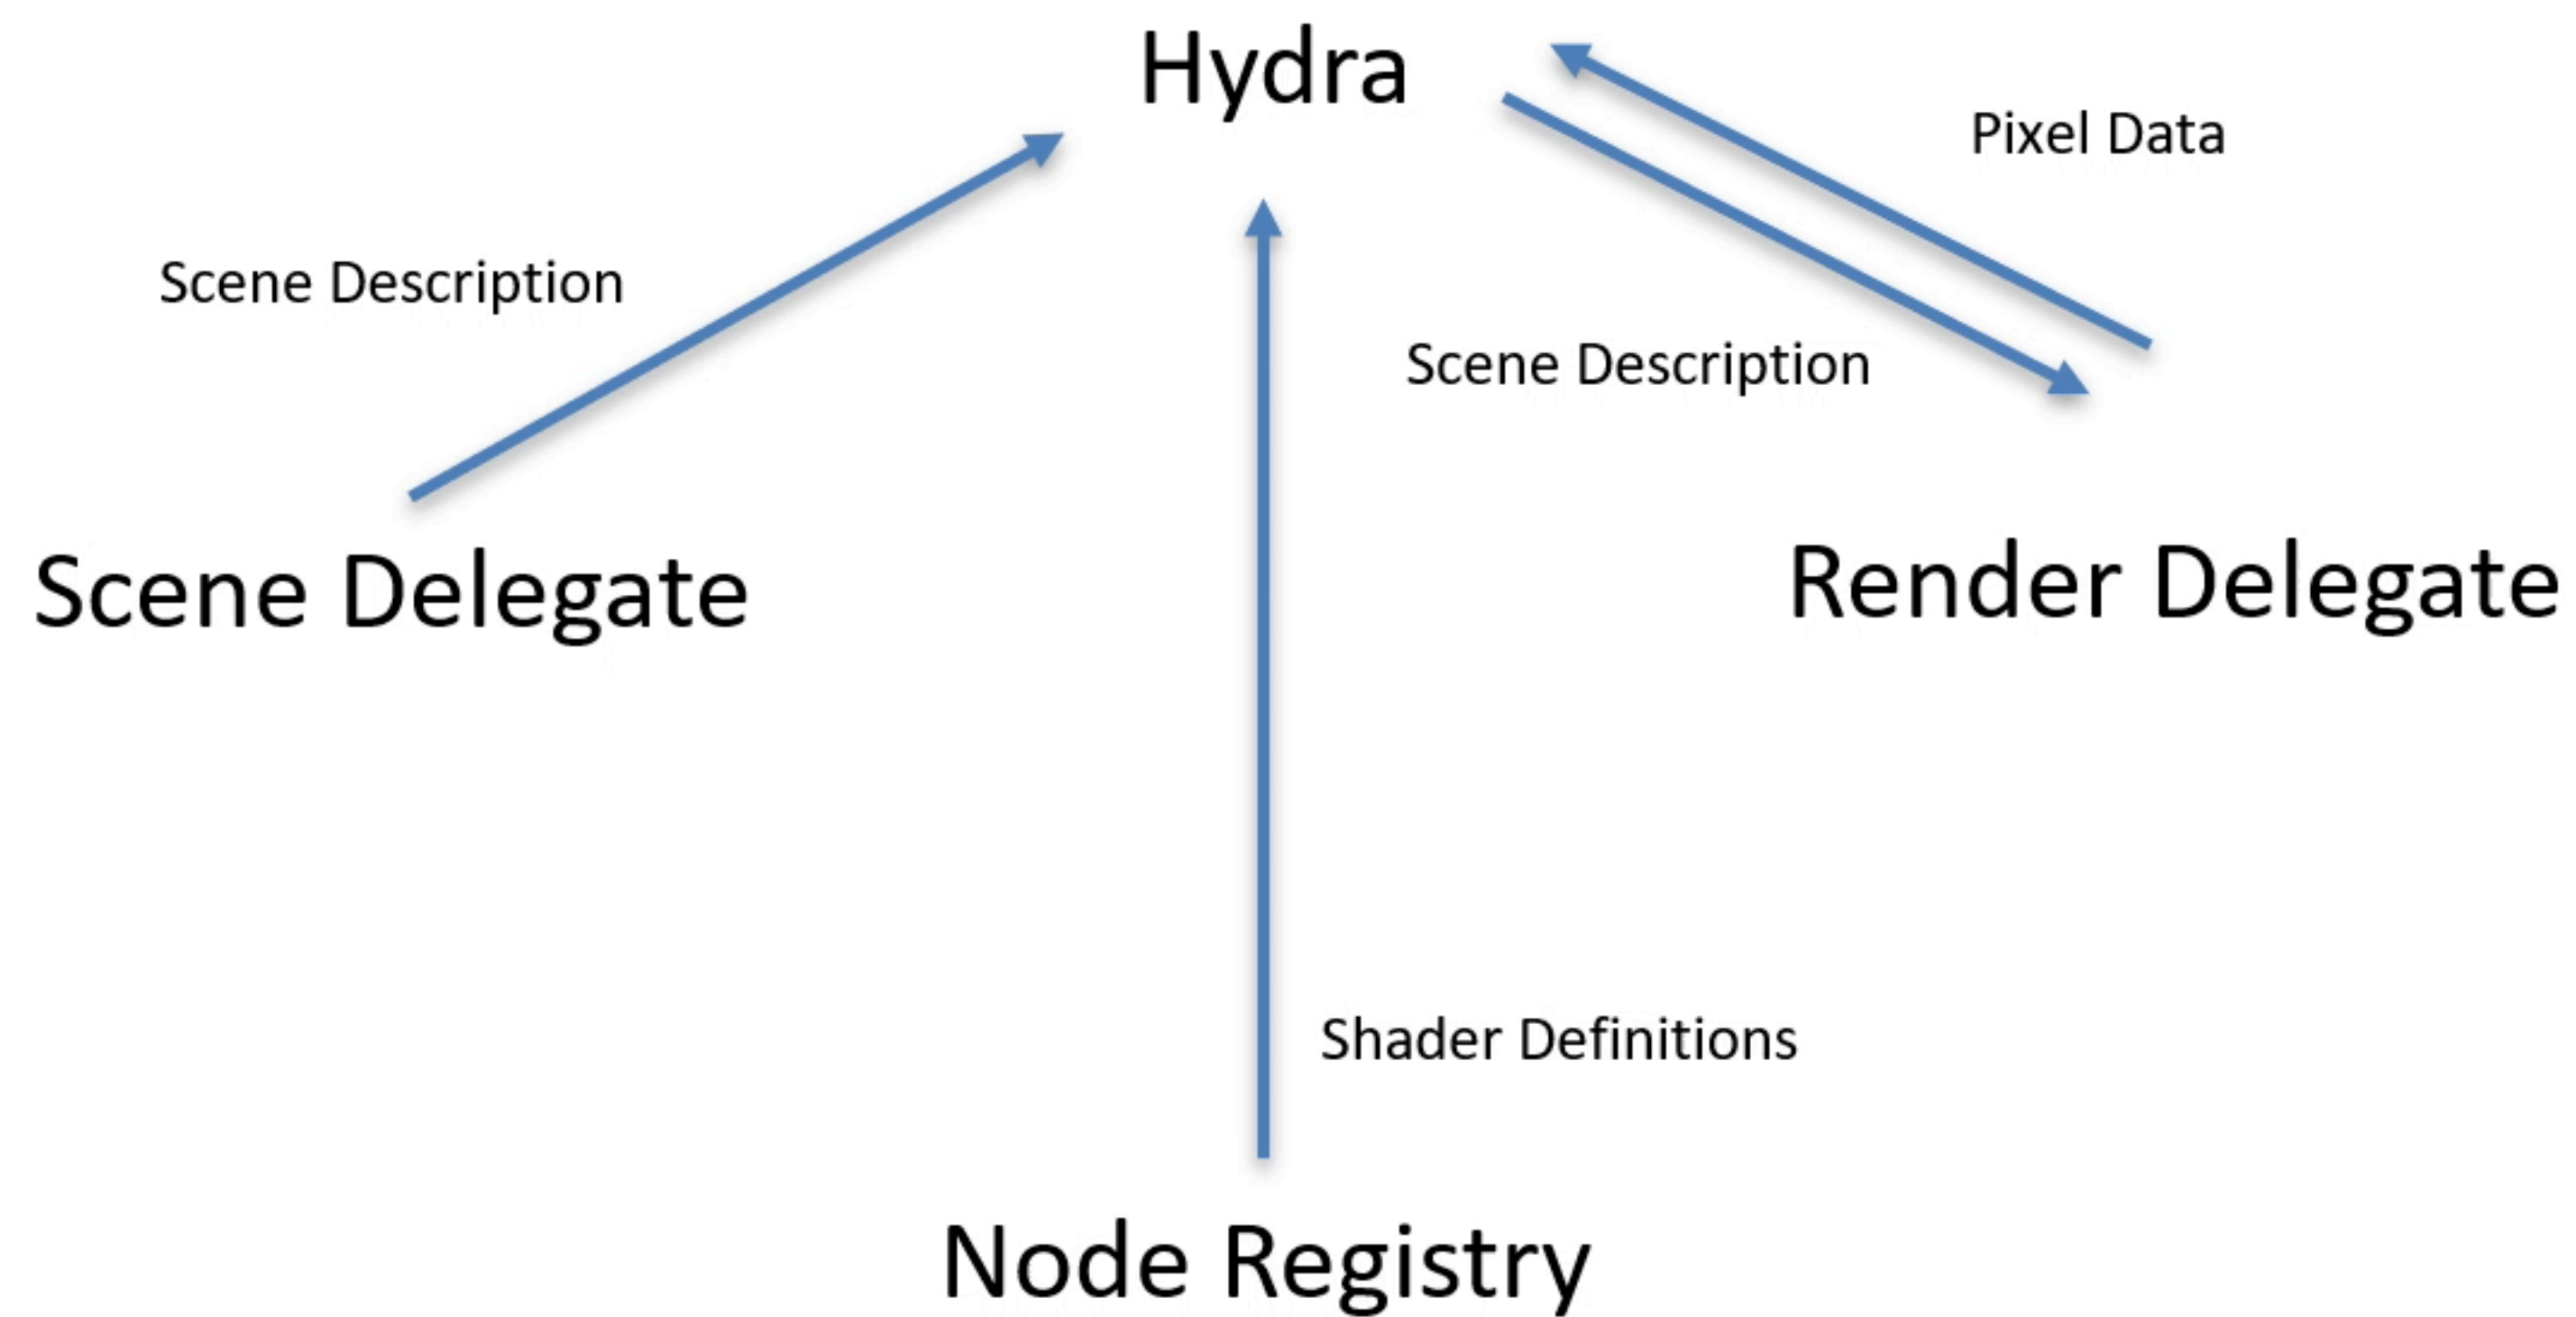 Hydra
Pixel Data
Scene Description
Scene Description
Scene Delegate
Render Delegate
Shader Definitions
Node Registry